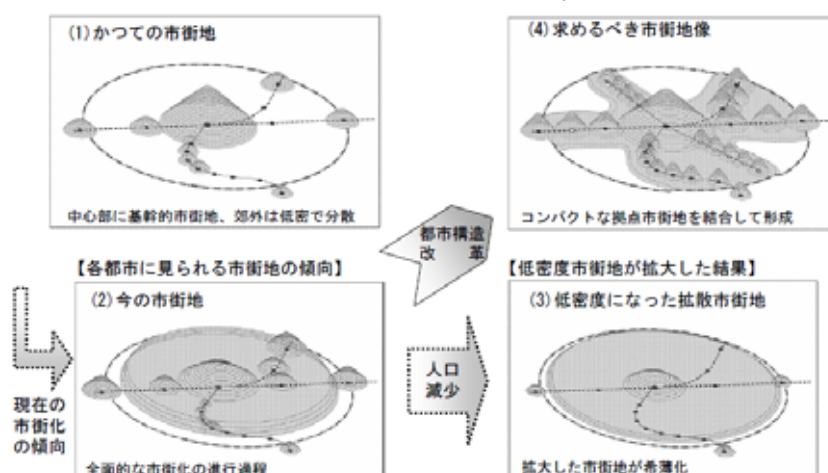 (1)かつての市街地
中心部に基幹的市街地、郊外は低密で分散
(4)求めるべき市街地像
コンパクトな拠点市街地を結合して形成
都市構造
改 革
【各都市に見られる市街地の傾向】
【低密度市街地が拡大した結果】
(2)今の市街地
全面的な市街化の進行過程
現在の
市街化
の傾向
人口
減少
(3)低密度になった拡散市街地
拡大した市街地が希薄化